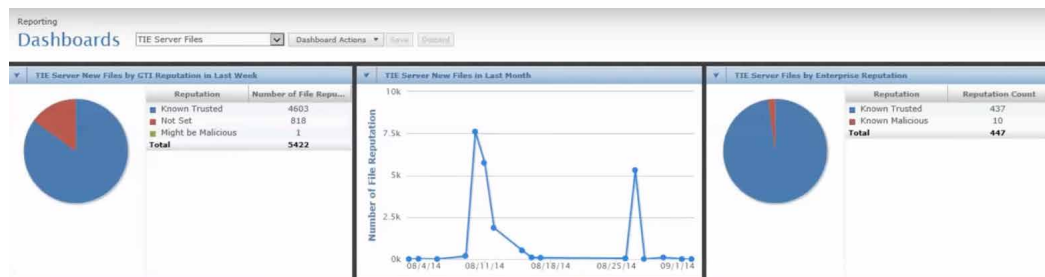 Reporting
Dashboards
TIE Server Files
Dashboard Actions
Save
Discard
TIE Server New Files by GTI Reputation in Last Week
Reputation Number of File Repu...
Known Trusted 4603
Not Set 818
Might be Malicious 1
Total 5422
TIE Server New Files in Last Month
Number of File Reputation
10k
7.5k
5k
2.5k
0k
08/4/14 08/11/14 08/18/14 08/25/14 09/1/14
TIE Server Files by Enterprise Reputation
Reputation Reputation Count
Known Trusted 437
Known Malicious 10
Total 447